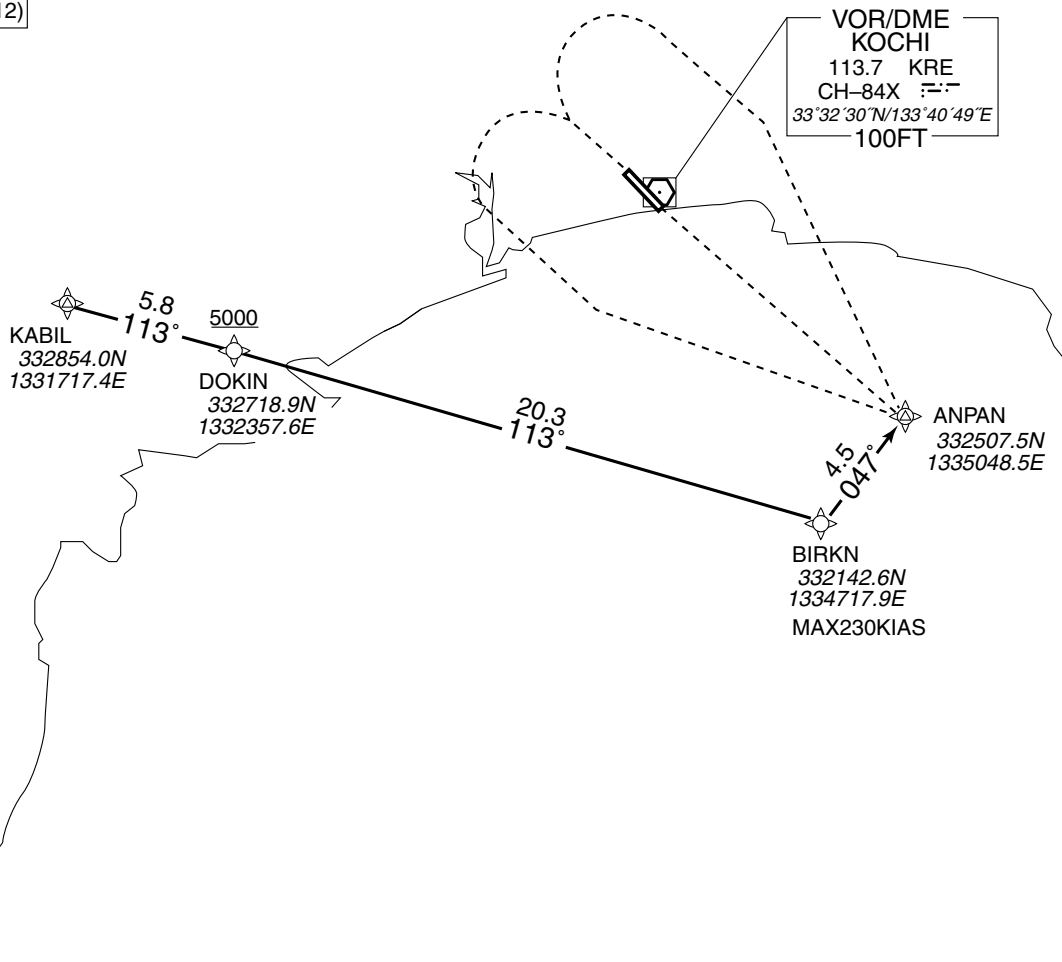 12)
VOR/DME
KOCHI
113.7 KRE
CH–84X
33°32´30˝N/133°40´49˝E
100FT
5.8
113°
5000
KABIL
332854.0N
1331717.4E
DOKIN
332718.9N
1332357.6E
20.3
113°
ANPAN
332507.5N
1335048.5E
4.5
047°
BIRKN
332142.6N
1334717.9E
MAX230KIAS